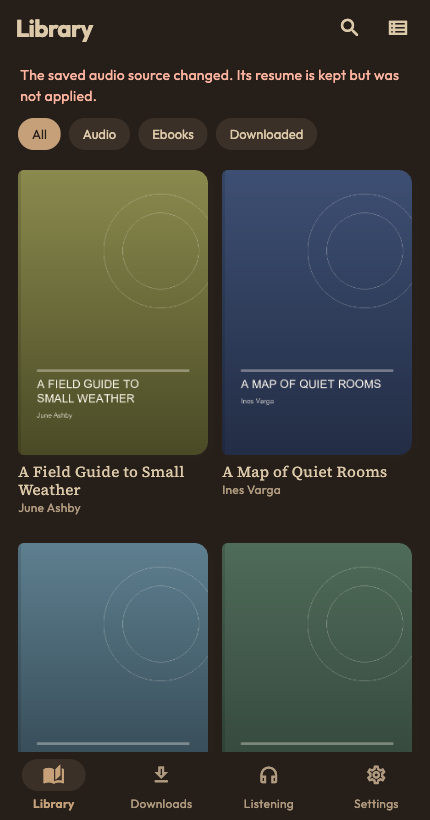 Library
The saved audio source changed. Its resume is kept but was
not applied.
All
Audio
Ebooks
Downloaded
A FIELD GUIDE TO
SMALL WEATHER
June Ashby
A MAP OF QUIET ROOMS
Ines Varga
A Field Guide to Small
Weather
June Ashby
A Map of Quiet Rooms
Ines Varga
Library
Downloads
Listening
Settings